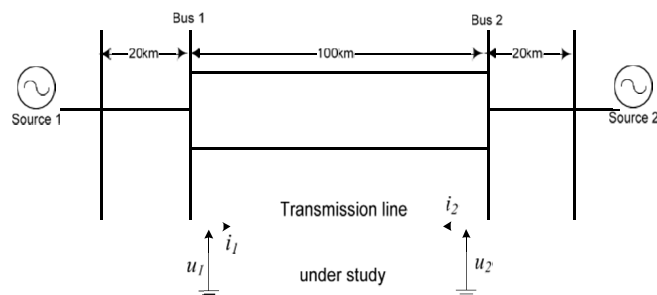 Bus 1
Bus 2
20km
100km
20km
Source 1
Source 2
Transmission line
i1
i2
u1
u2
under study